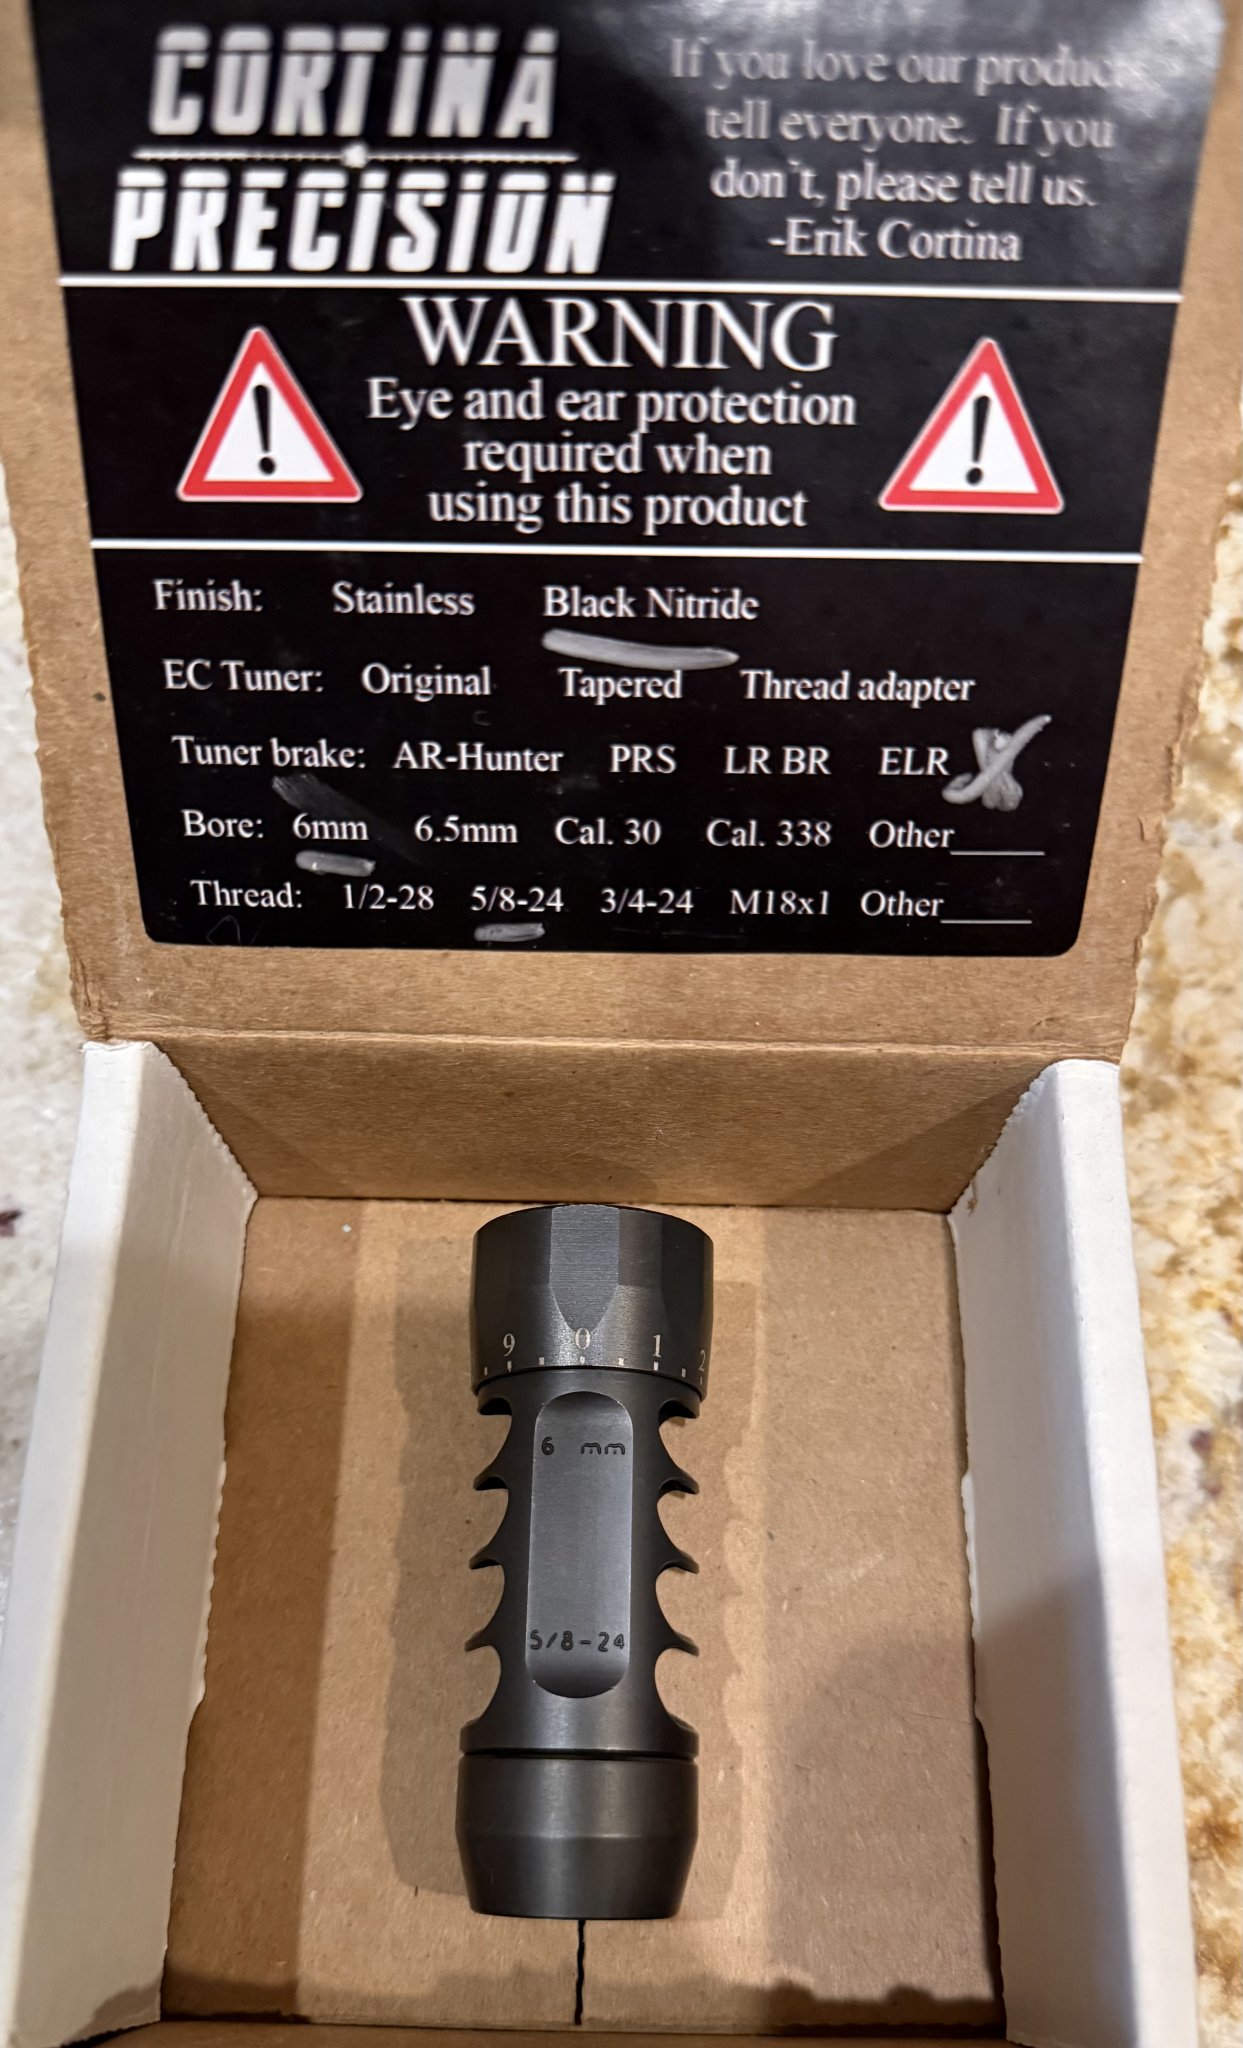 CORTINA
PRECISION
If you love our produc
tell everyone. If you
don't, please tell us.
-Erik Cortina
WARNING
Eye and ear protection
required when
using this product
Finish: Stainless Black Nitride
EC Tuner: Original Tapered Thread adapter
Tuner brake: AR-Hunter PRS LR BR ELR
Bore: 6mm 6.5mm Cal. 30 Cal. 338 Other_____
Thread: 1/2-28 5/8-24 3/4-24 M18x1 Other_____
9 0 1 2
6 mm
5/8-24